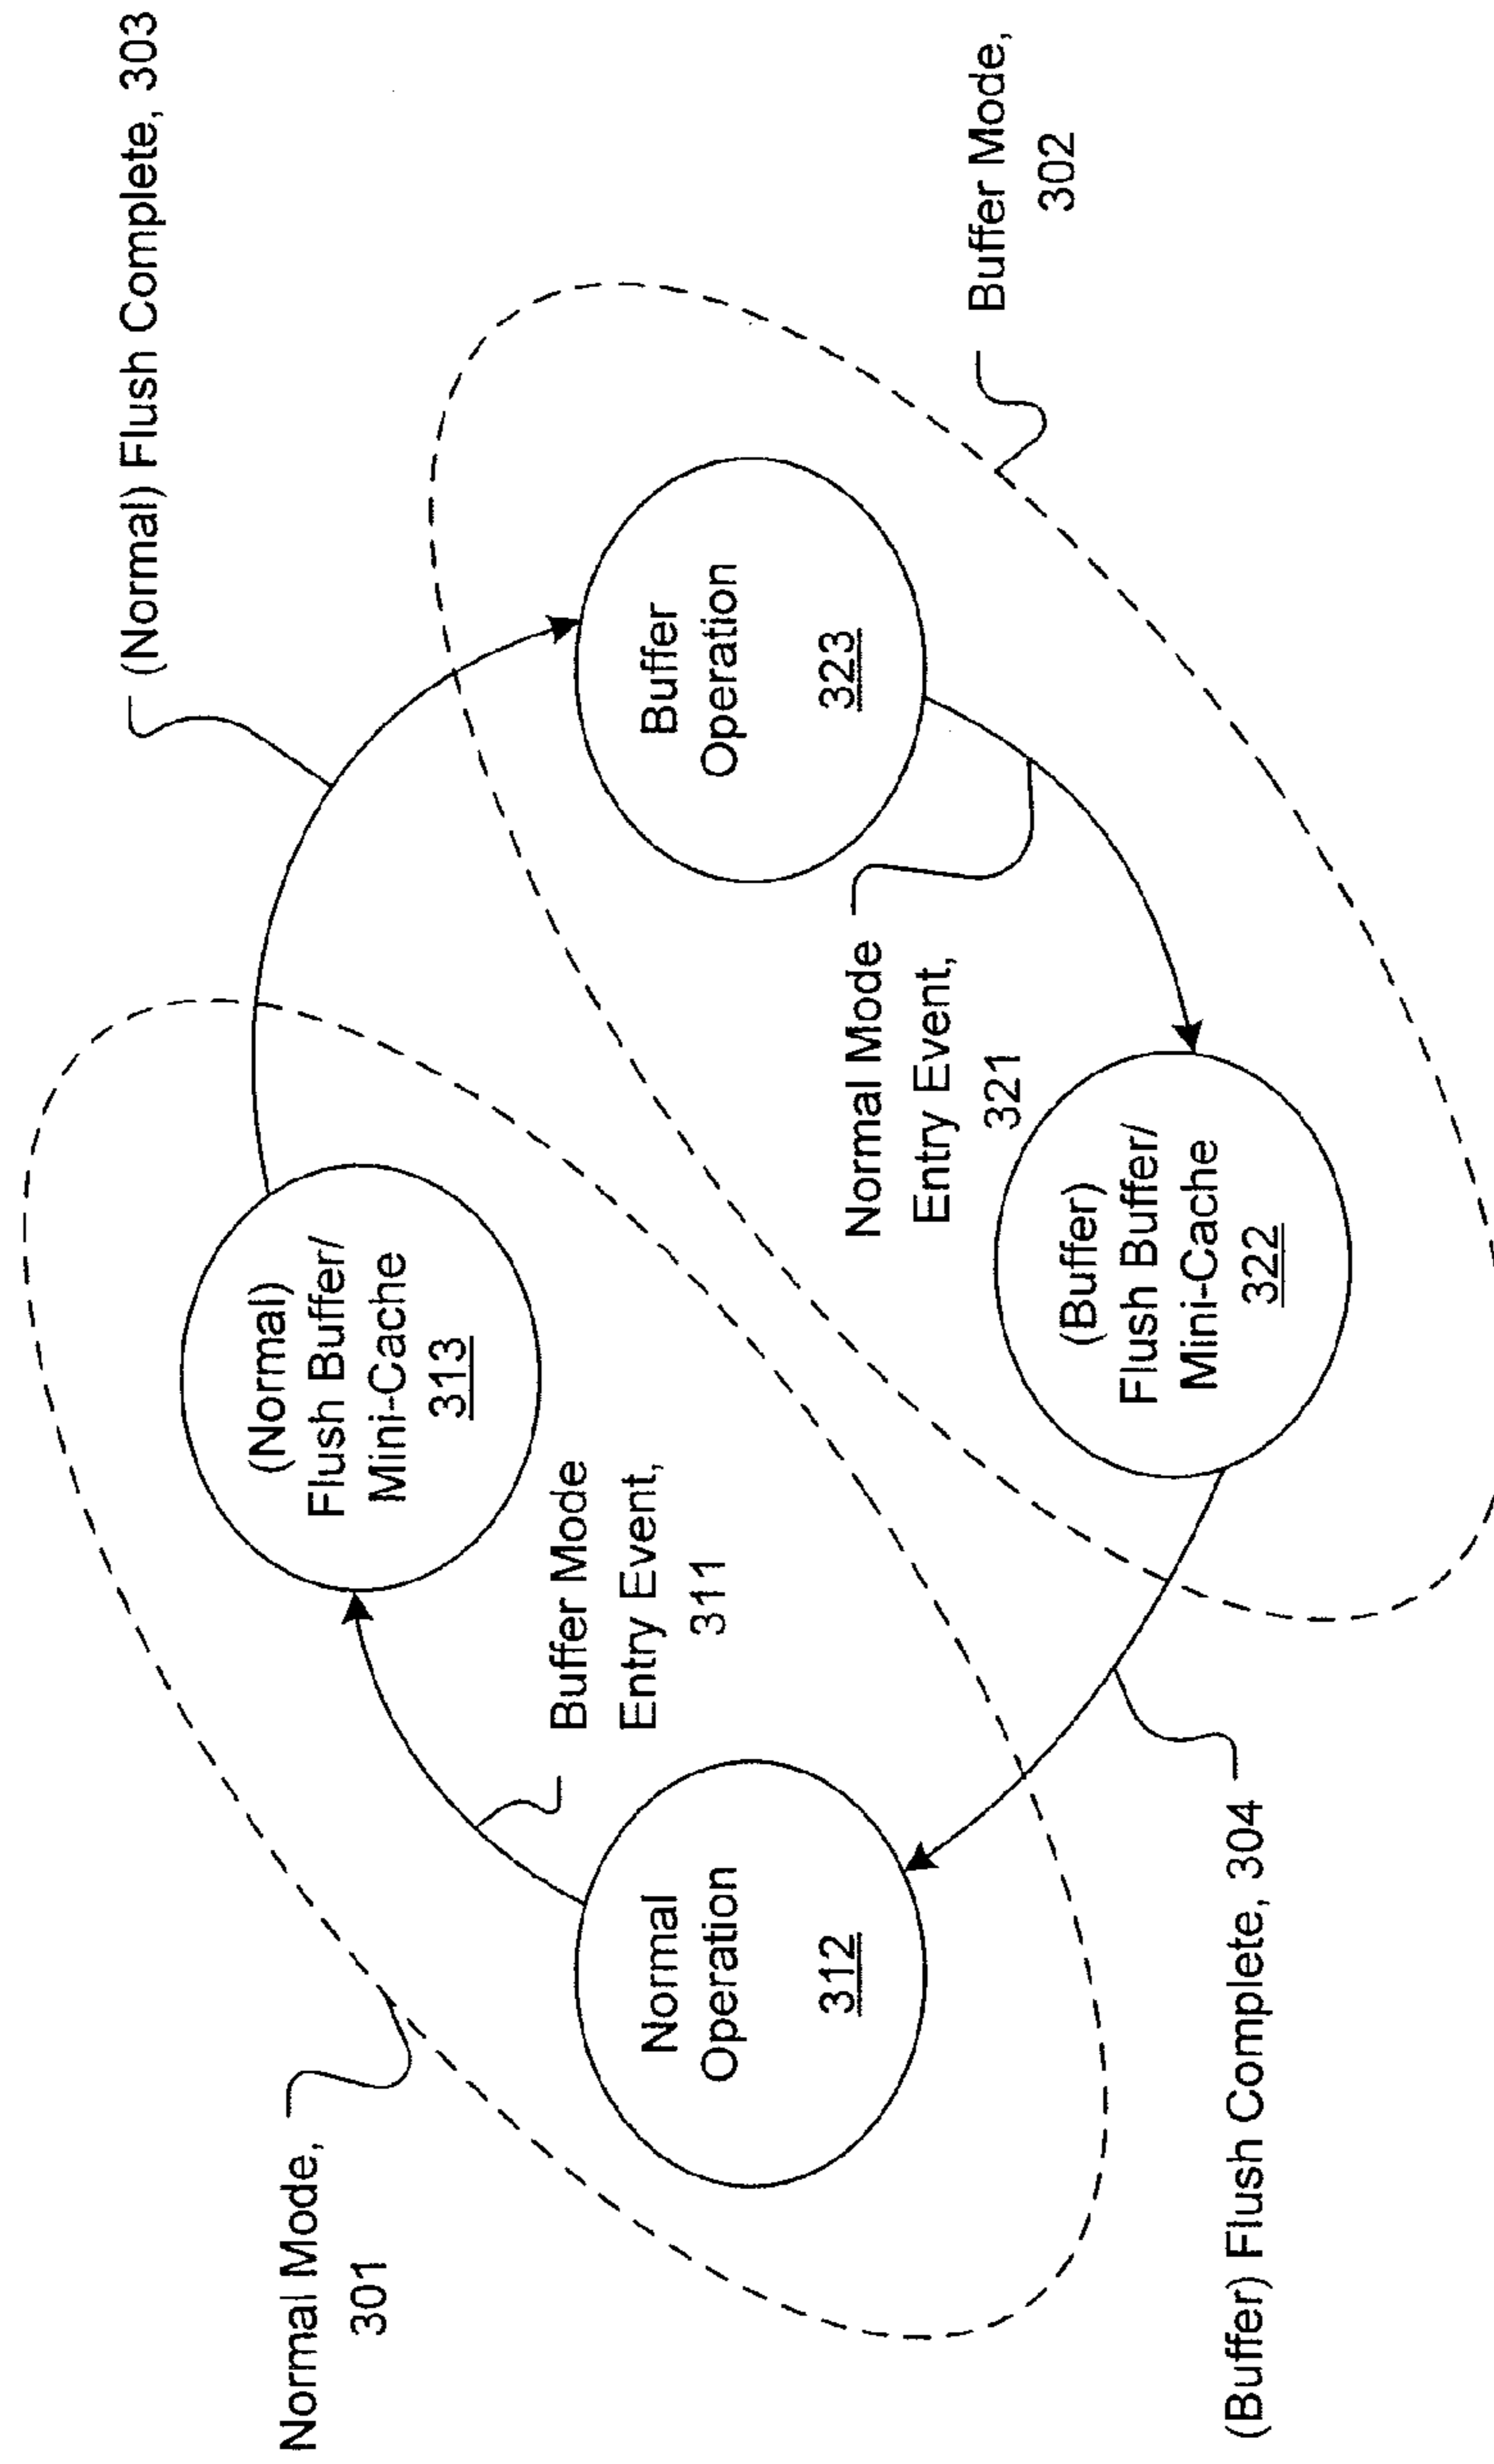 (Normal) Flush Complete, 303
Normal Mode,
301
(Normal)
Flush Buffer/
Mini-Cache
313
Buffer Mode
Entry Event,
311
Normal
Operation
312
Buffer
Operation
323
Normal Mode
Entry Event,
321
Buffer Mode,
302
(Buffer)
Flush Buffer/
Mini-Cache
322
(Buffer) Flush Complete, 304